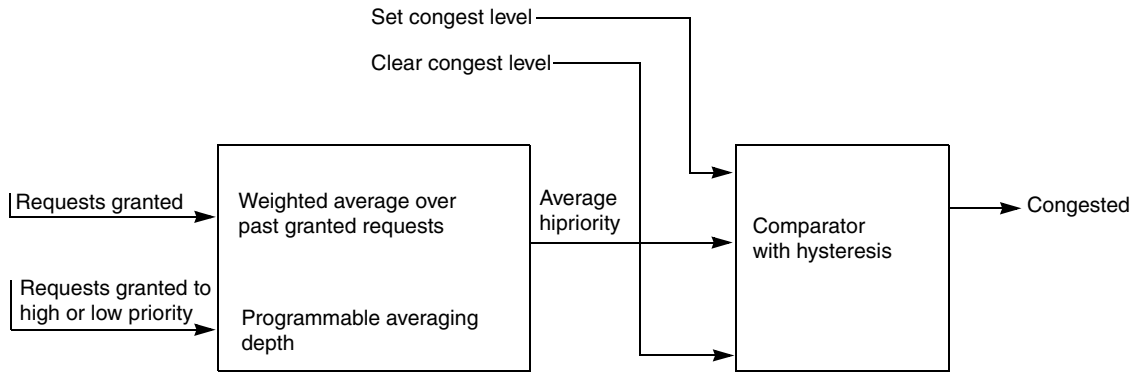 Set congest level
Clear congest level
Requests granted
Weighted average over
past granted requests
Average
hipriority
Congested
Comparator
with hysteresis
Requests granted to
high or low priority
Programmable averaging
depth